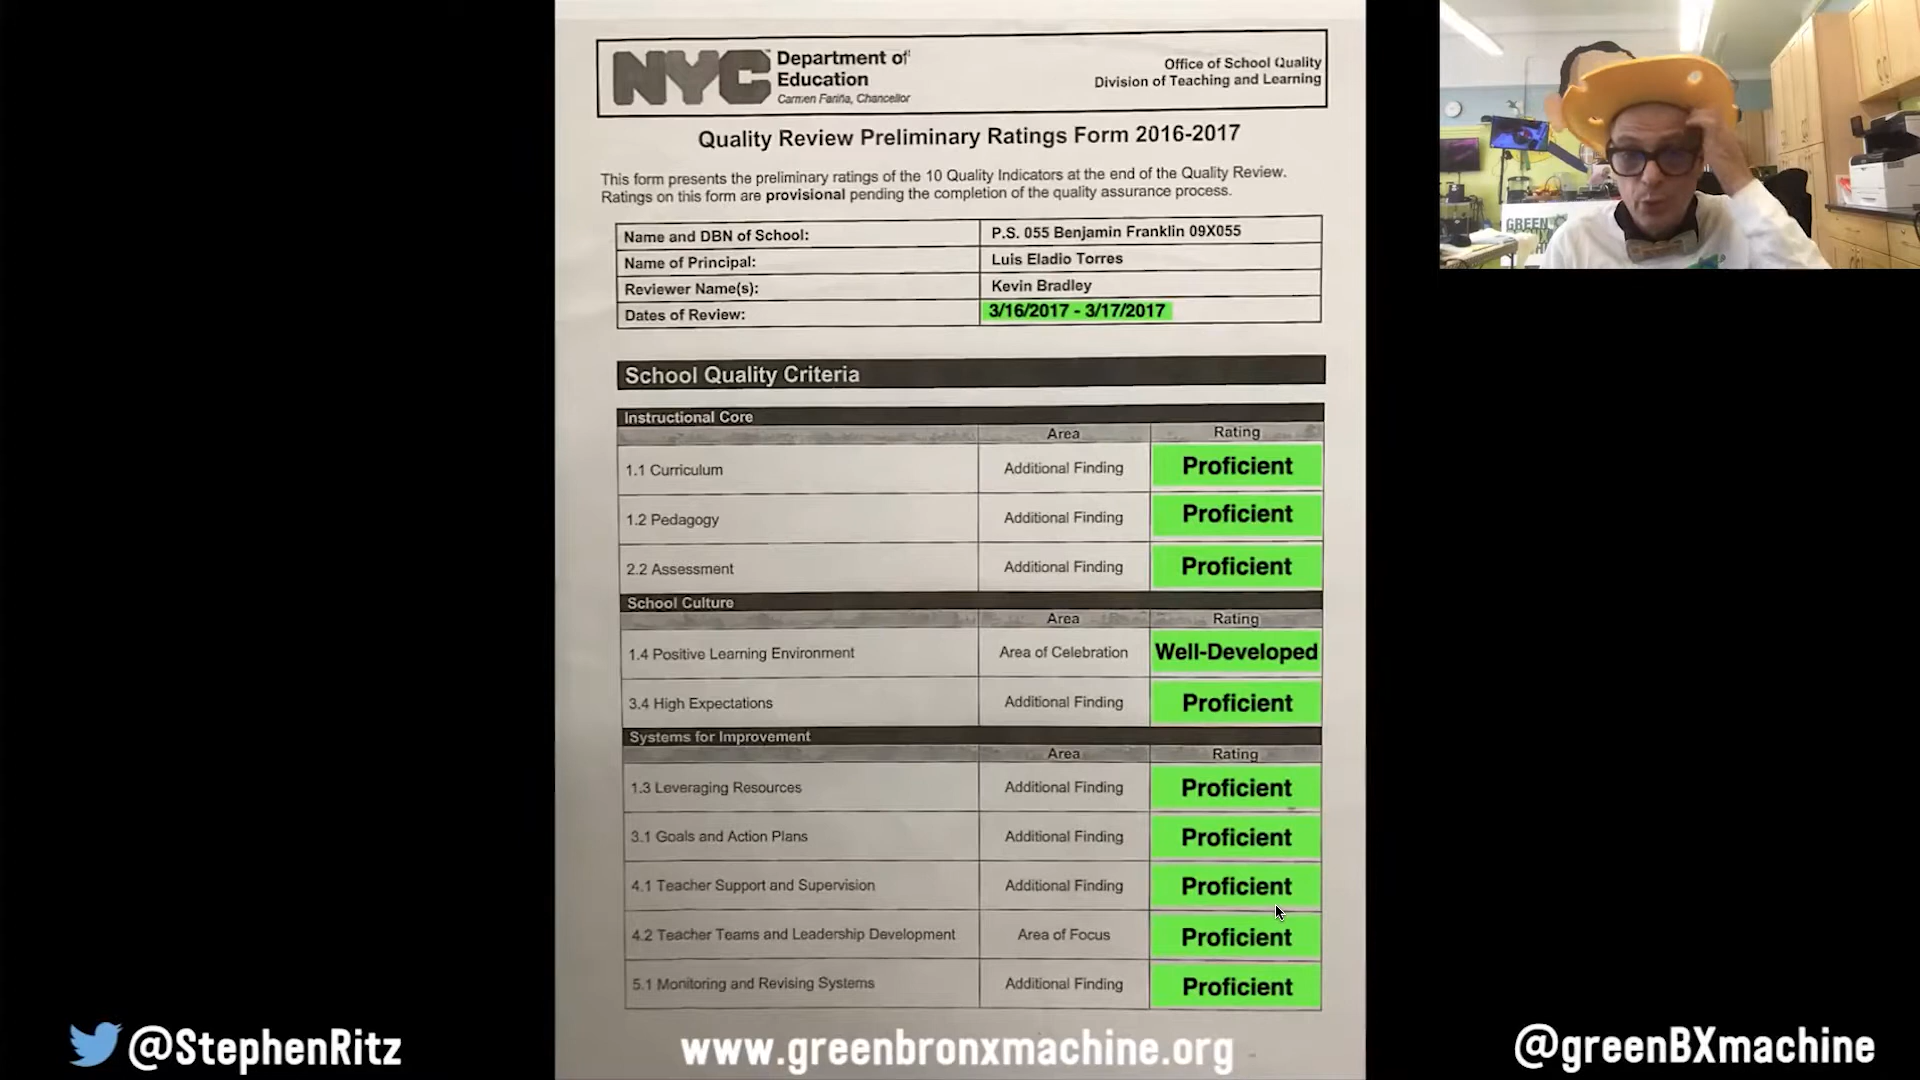 NYC Department of
Education
Carmen Fariña, Chancellor
Office of School Quality
Division of Teaching and Learning
Quality Review Preliminary Ratings Form 2016-2017
This form presents the preliminary ratings of the 10 Quality Indicators at the end of the Quality Review.
Ratings on this form are provisional pending the completion of the quality assurance process.
Name and DBN of School: P.S. 055 Benjamin Franklin 09X055
Name of Principal: Luis Eladio Torres
Reviewer Name(s): Kevin Bradley
Dates of Review: 3/16/2017 - 3/17/2017
School Quality Criteria
Instructional Core
Area Rating
1.1 Curriculum Additional Finding Proficient
1.2 Pedagogy Additional Finding Proficient
2.2 Assessment Additional Finding Proficient
School Culture
Area Rating
1.4 Positive Learning Environment Area of Celebration Well-Developed
3.4 High Expectations Additional Finding Proficient
Systems for Improvement
Area Rating
1.3 Leveraging Resources Additional Finding Proficient
3.1 Goals and Action Plans Additional Finding Proficient
4.1 Teacher Support and Supervision Additional Finding Proficient
4.2 Teacher Teams and Leadership Development Area of Focus Proficient
5.1 Monitoring and Revising Systems Additional Finding Proficient
GREEN
@StephenRitz
www.greenbronxmachine.org
@greenBXmachine